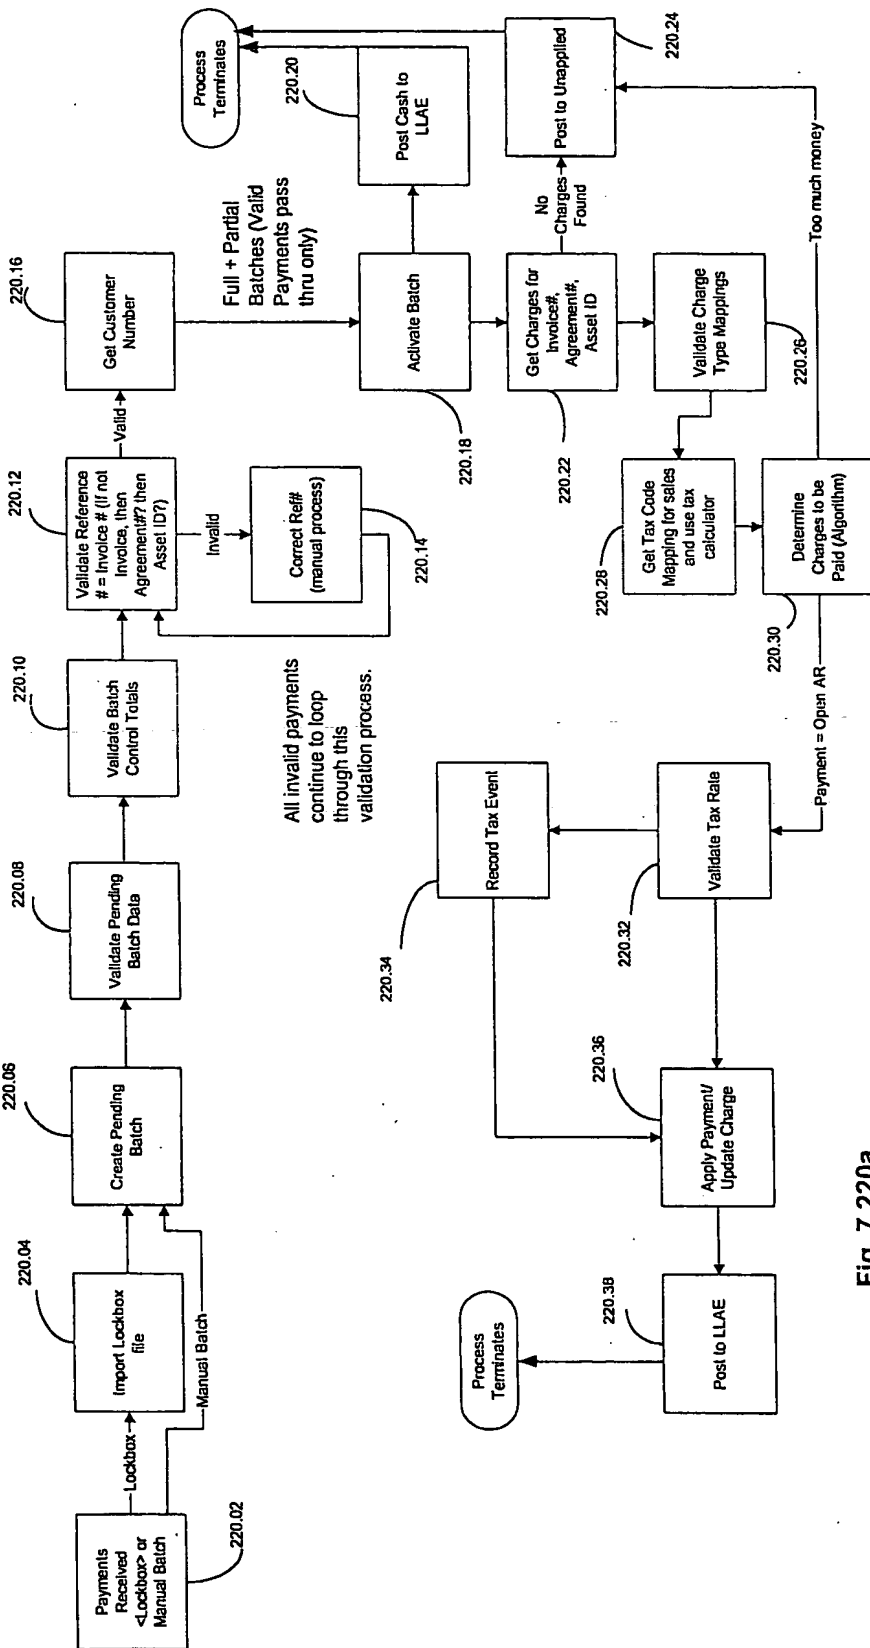 Payments
Received
<Lockbox> or
Manual Batch
220.02
Lockbox
Manual Batch
Import Lockbox
file
220.04
Create Pending
Batch
220.06
Validate Pending
Batch Data
220.08
Validate Batch
Control Totals
220.10
Validate Reference
# = Invoice # (If not
Invoice, then
Agreement#? then
Asset ID?)
220.12
Valid
Invalid
Correct Ref#
(manual process)
220.14
All invalid payments
continue to loop
through this
validation process.
Get Customer
Number
220.16
Full + Partial
Batches (Valid
Payments pass
thru only)
Activate Batch
220.18
Post Cash to
LLAE
220.20
Process
Terminates
Get Charges for
Invoice#,
Agreement#,
Asset ID
220.22
No
Charges
Found
Post to Unapplied
220.24
Validate Charge
Type Mappings
220.26
Get Tax Code
Mapping for sales
and use tax
calculator
220.28
Determine
Charges to be
Paid (Algorithm)
220.30
Too much money
Payment = Open AR
Validate Tax Rate
220.32
Record Tax Event
220.34
Apply Payment/
Update Charge
220.36
Post to LLAE
220.38
Process
Terminates
Fig. 7.220a